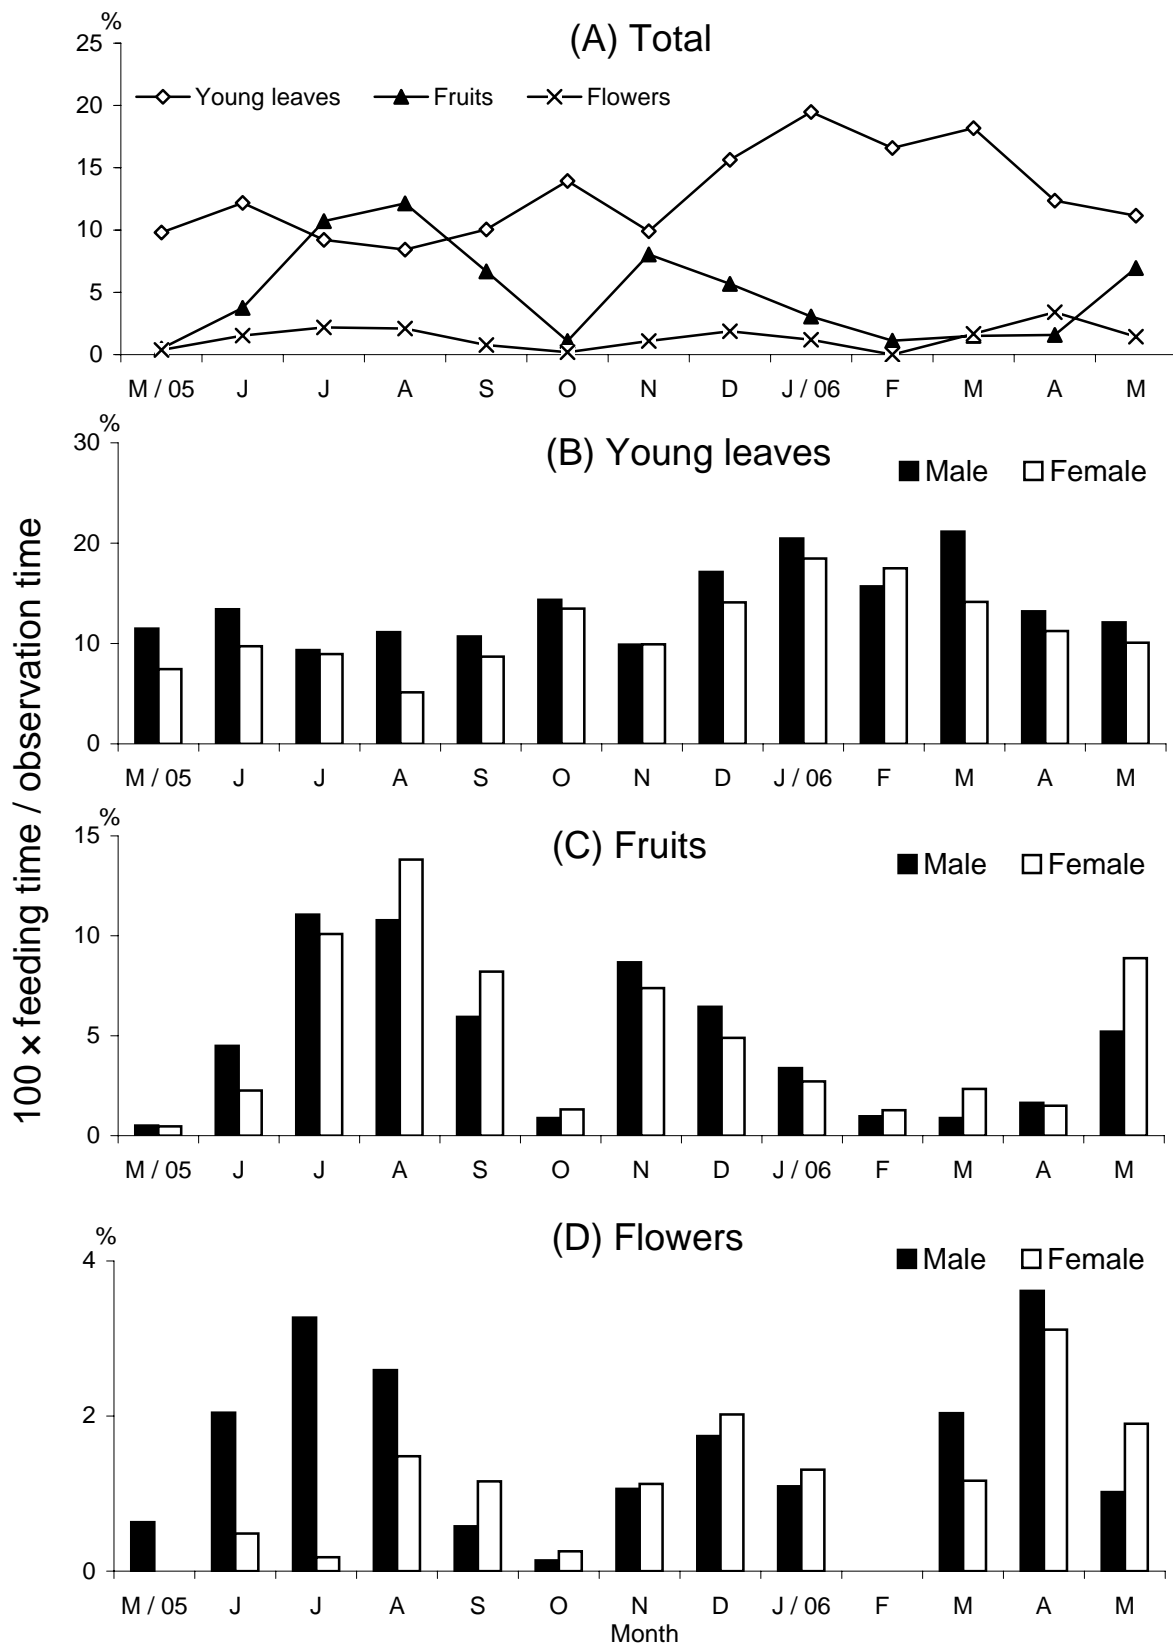 %
(A) Total
25
Young leaves Fruits Flowers
20
15
10
5
0
M / 05 J J A S O N D J / 06 F M A M
%
(B) Young leaves
30
Male Female
20
10
0
M / 05 J J A S O N D J / 06 F M A M
%
(C) Fruits
15
Male Female
10
5
0
M / 05 J J A S O N D J / 06 F M A M
%
(D) Flowers
4
Male Female
2
0
M / 05 J J A S O N D J / 06 F M A M
Month
100 × feeding time / observation time